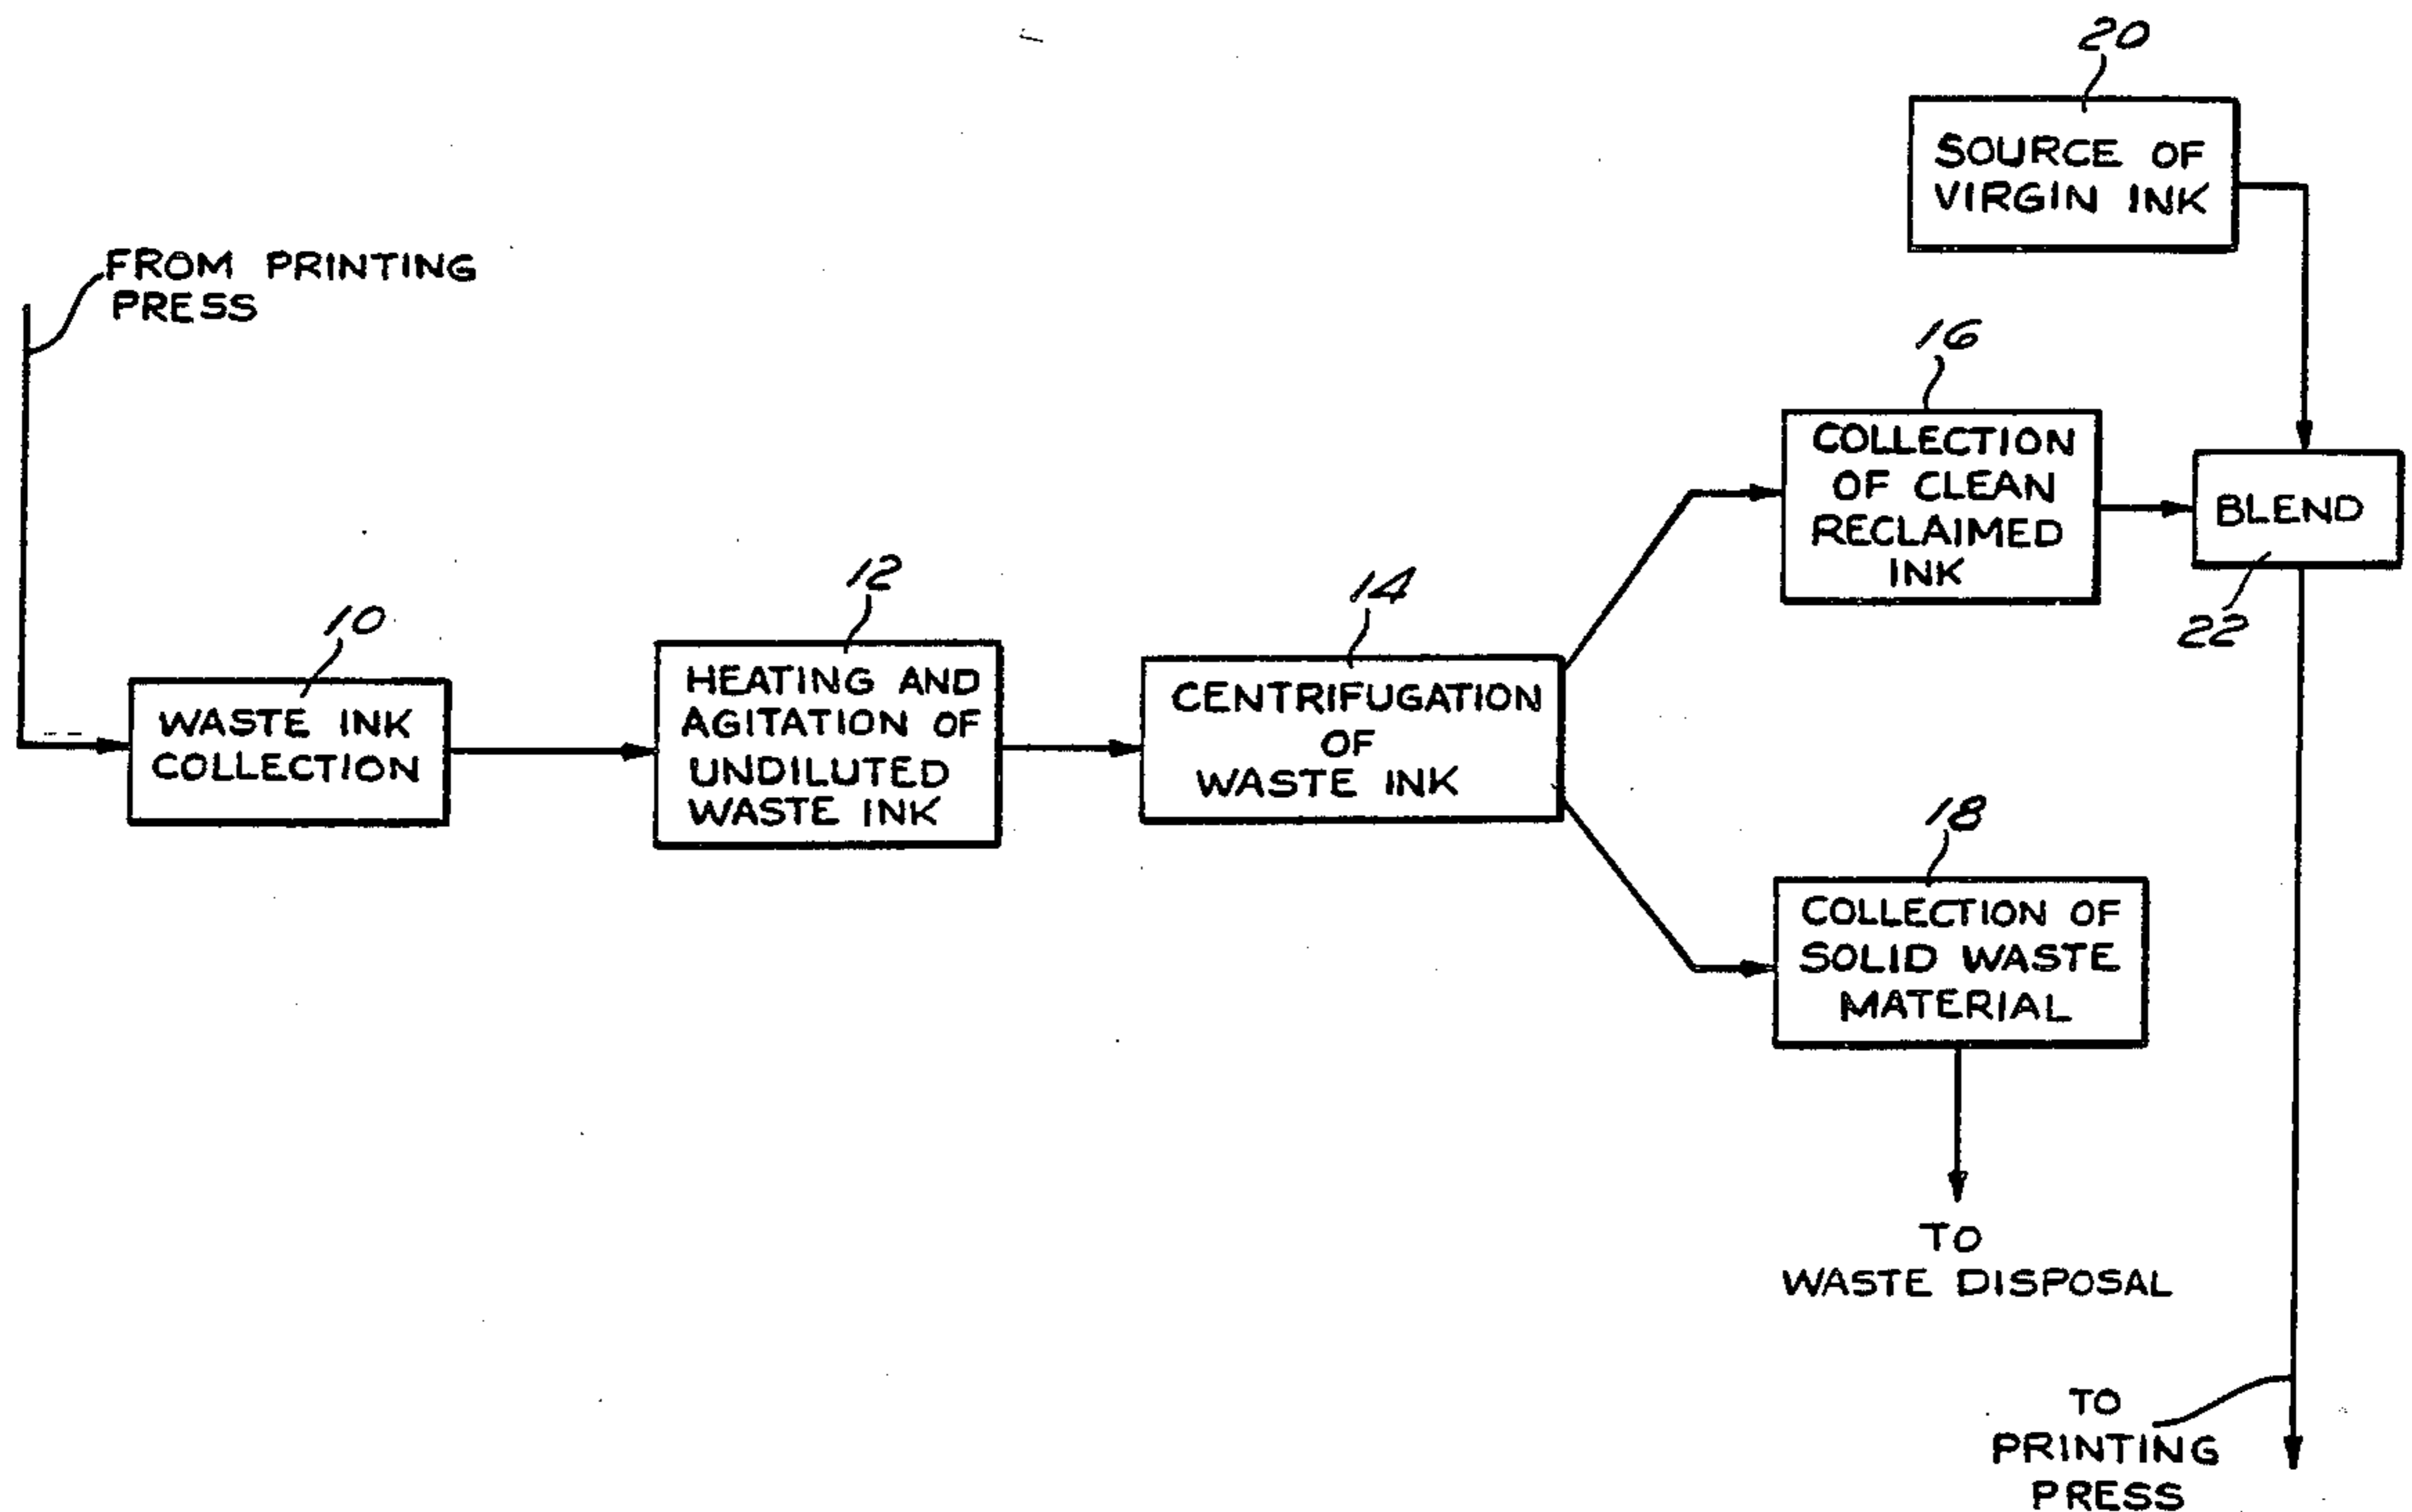 20
SOURCE OF
VIRGIN INK
FROM PRINTING
PRESS
16
COLLECTION
OF CLEAN
RECLAIMED
INK
BLEND
22
12
HEATING AND
AGITATION OF
UNDILUTED
WASTE INK
14
CENTRIFUGATION
OF
WASTE INK
10
WASTE INK
COLLECTION
18
COLLECTION OF
SOLID WASTE
MATERIAL
TO
WASTE DISPOSAL
TO
PRINTING
PRESS